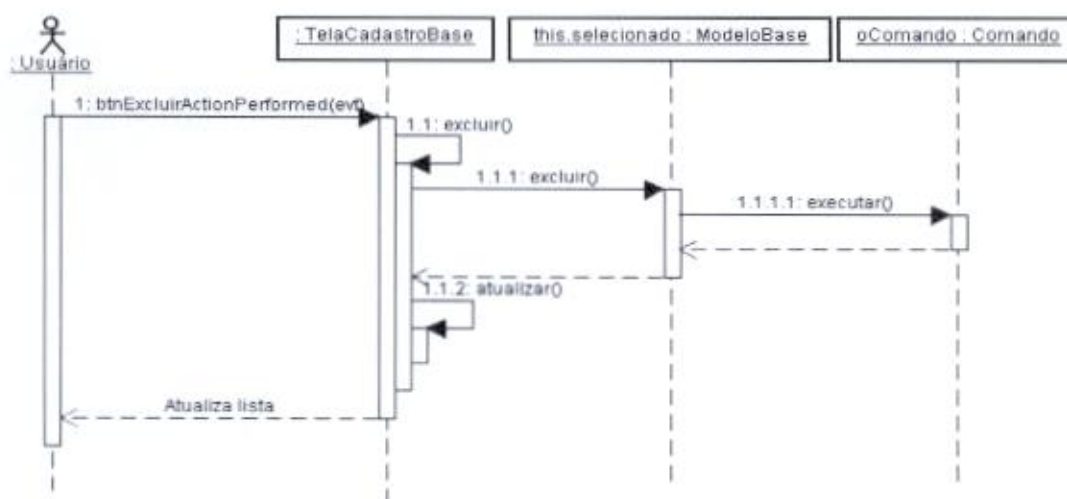 : TelaCadastroBase
this.selecionado : ModeloBase
oComando : Comando
: Usuário
1: btnExcluirActionPerformed(evt)
1.1: excluir()
1.1.1: excluir()
1.1.1.1: executar()
1.1.2: atualizar()
Atualiza lista